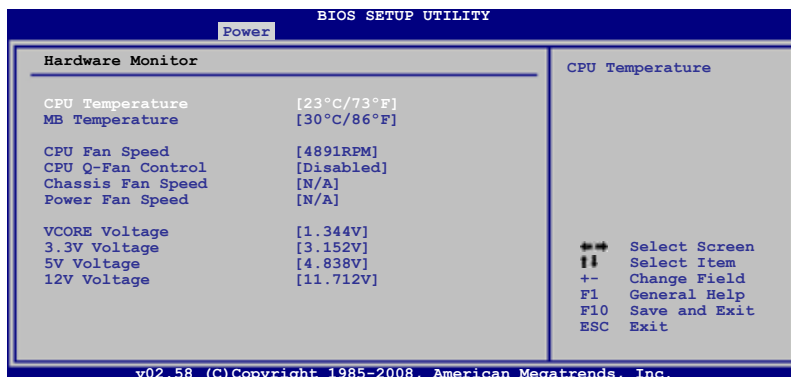 BIOS SETUP UTILITY
Power
Hardware Monitor
CPU Temperature [23°C/73°F]
MB Temperature [30°C/86°F]
CPU Fan Speed [4891RPM]
CPU Q-Fan Control [Disabled]
Chassis Fan Speed [N/A]
Power Fan Speed [N/A]
VCORE Voltage [1.344V]
3.3V Voltage [3.152V]
5V Voltage [4.838V]
12V Voltage [11.712V]
CPU Temperature
←→ Select Screen
↑↓ Select Item
+- Change Field
F1 General Help
F10 Save and Exit
ESC Exit
v02.58 (C)Copyright 1985-2008, American Megatrends, Inc.